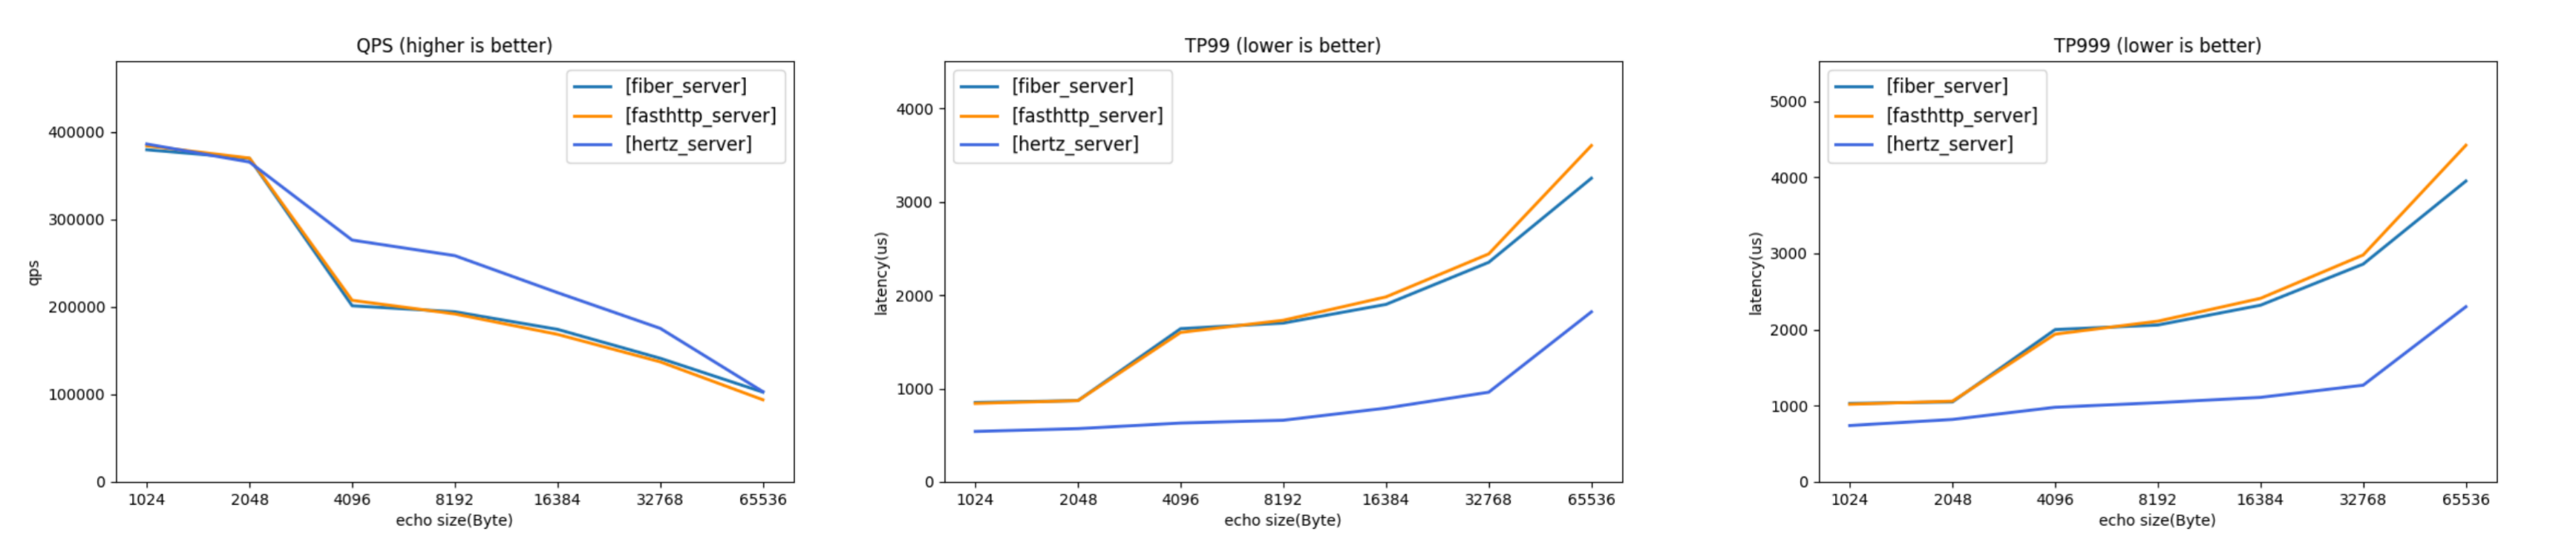 QPS (higher is better)
[fiber_server]
[fasthttp_server]
[hertz_server]
400000
300000
200000
100000
0
qps
1024 2048 4096 8192 16384 32768 65536
echo size(Byte)
TP99 (lower is better)
[fiber_server]
[fasthttp_server]
[hertz_server]
4000
3000
2000
1000
0
latency(us)
1024 2048 4096 8192 16384 32768 65536
echo size(Byte)
TP999 (lower is better)
[fiber_server]
[fasthttp_server]
[hertz_server]
5000
4000
3000
2000
1000
0
latency(us)
1024 2048 4096 8192 16384 32768 65536
echo size(Byte)